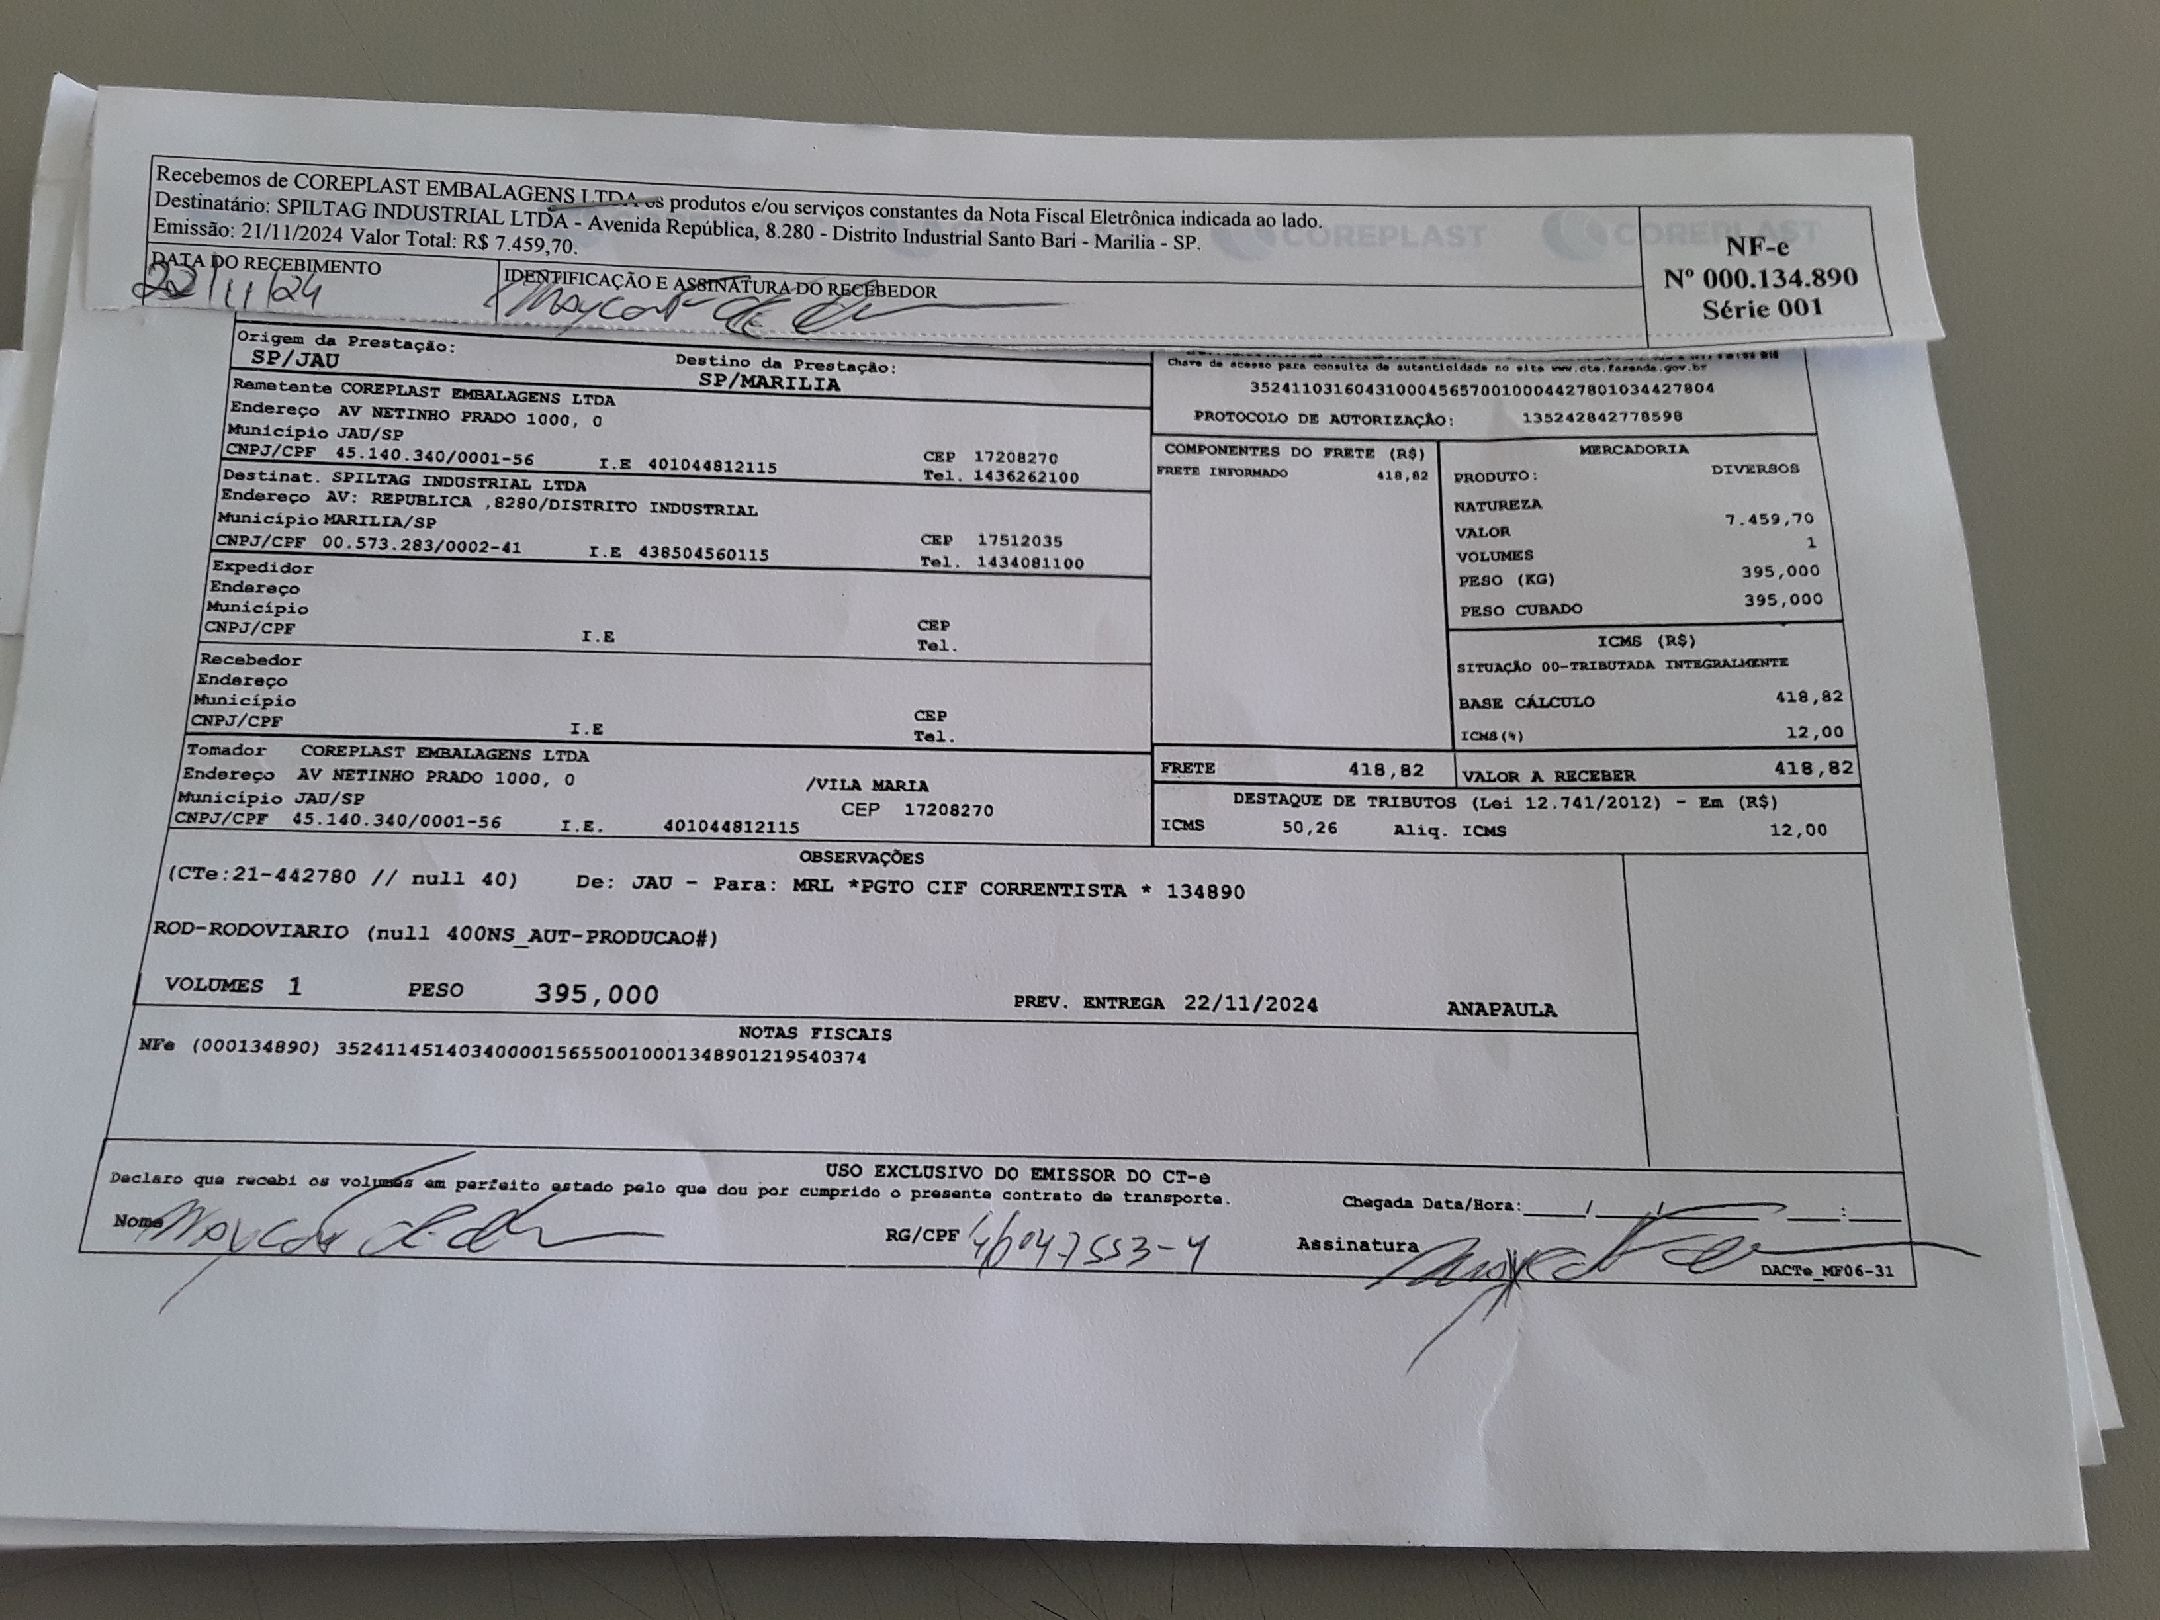 Recebemos de COREPLAST EMBALAGENS LTDA os produtos e/ou serviços constantes da Nota Fiscal Eletrônica indicada ao lado.
Destinatário: SPILTAG INDUSTRIAL LTDA - Avenida República, 8.280 - Distrito Industrial Santo Bari - Marilia - SP.
Emissão: 21/11/2024 Valor Total: R$ 7.459,70.
COREPLAST COREPLAST
NF-e
Nº 000.134.890
Série 001
DATA DO RECEBIMENTO
22/11/24
IDENTIFICAÇÃO E ASSINATURA DO RECEBEDOR
Origem da Prestação:
SP/JAU
Destino da Prestação:
SP/MARILIA
Remetente COREPLAST EMBALAGENS LTDA
Endereço AV NETINHO PRADO 1000, 0
Município JAU/SP
CNPJ/CPF 45.140.340/0001-56 I.E 401044812115
CEP 17208270
Tel. 1436262100
Destinat. SPILTAG INDUSTRIAL LTDA
Endereço AV: REPUBLICA ,8280/DISTRITO INDUSTRIAL
Município MARILIA/SP
CNPJ/CPF 00.573.283/0002-41 I.E 438504560115
CEP 17512035
Tel. 1434081100
Expedidor
Endereço
Município
CNPJ/CPF I.E
CEP
Tel.
Recebedor
Endereço
Município
CNPJ/CPF I.E
CEP
Tel.
Tomador COREPLAST EMBALAGENS LTDA
Endereço AV NETINHO PRADO 1000, 0 /VILA MARIA
Município JAU/SP CEP 17208270
CNPJ/CPF 45.140.340/0001-56 I.E. 401044812115
Chave de acesso para consulta de autenticidade no site www.cte.fazenda.gov.br
35241103160431000456570010004427801034427804
PROTOCOLO DE AUTORIZAÇÃO: 135242842778598
COMPONENTES DO FRETE (R$)
FRETE INFORMADO 418,82
MERCADORIA
PRODUTO: DIVERSOS
NATUREZA
VALOR 7.459,70
VOLUMES 1
PESO (KG) 395,000
PESO CUBADO 395,000
ICMS (R$)
SITUAÇÃO 00-TRIBUTADA INTEGRALMENTE
BASE CÁLCULO 418,82
ICMS(%) 12,00
FRETE 418,82 VALOR A RECEBER 418,82
DESTAQUE DE TRIBUTOS (Lei 12.741/2012) - Em (R$)
ICMS 50,26 Aliq. ICMS 12,00
OBSERVAÇÕES
(CTe:21-442780 // null 40) De: JAU - Para: MRL *PGTO CIF CORRENTISTA * 134890
ROD-RODOVIARIO (null 400NS_AUT-PRODUCAO#)
VOLUMES 1 PESO 395,000 PREV. ENTREGA 22/11/2024 ANAPAULA
NOTAS FISCAIS
NFe (000134890) 35241145140340000156550010001348901219540374
USO EXCLUSIVO DO EMISSOR DO CT-e
Declaro que recebi os volumes em perfeito estado pelo que dou por cumprido o presente contrato de transporte.
Chegada Data/Hora:____/____/________ ____:____
Nome
RG/CPF
Assinatura
DACTe_MF06-31